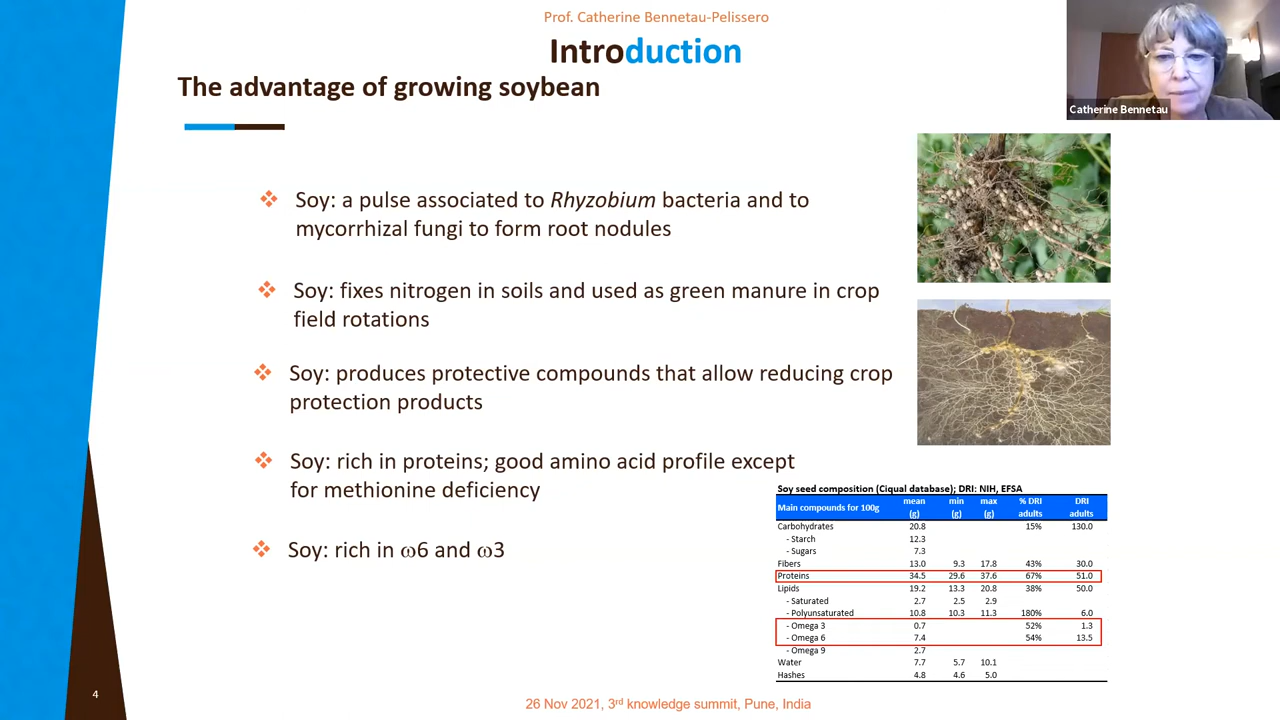 Prof. Catherine Bennetau-Pelissero
Introduction
The advantage of growing soybean
Catherine Bennetau
Soy: a pulse associated to Rhyzobium bacteria and to
mycorrhizal fungi to form root nodules
Soy: fixes nitrogen in soils and used as green manure in crop
field rotations
Soy: produces protective compounds that allow reducing crop
protection products
Soy: rich in proteins; good amino acid profile except
for methionine deficiency
Soy: rich in ω6 and ω3
Soy seed composition (Ciqual database); DRI: NIH, EFSA
Main compounds for 100g mean (g) min (g) max (g) % DRI adults DRI adults
Carbohydrates 20.8 15% 130.0
- Starch 12.3
- Sugars 7.3
Fibers 13.0 9.3 17.8 43% 30.0
Proteins 34.5 29.6 37.6 67% 51.0
Lipids 19.2 13.3 20.8 38% 50.0
- Saturated 2.7 2.5 2.9
- Polyunsaturated 10.8 10.3 11.3 180% 6.0
- Omega 3 0.7 52% 1.3
- Omega 6 7.4 54% 13.5
- Omega 9 2.7
Water 7.7 5.7 10.1
Hashes 4.8 4.6 5.0
4
26 Nov 2021, 3rd knowledge summit, Pune, India